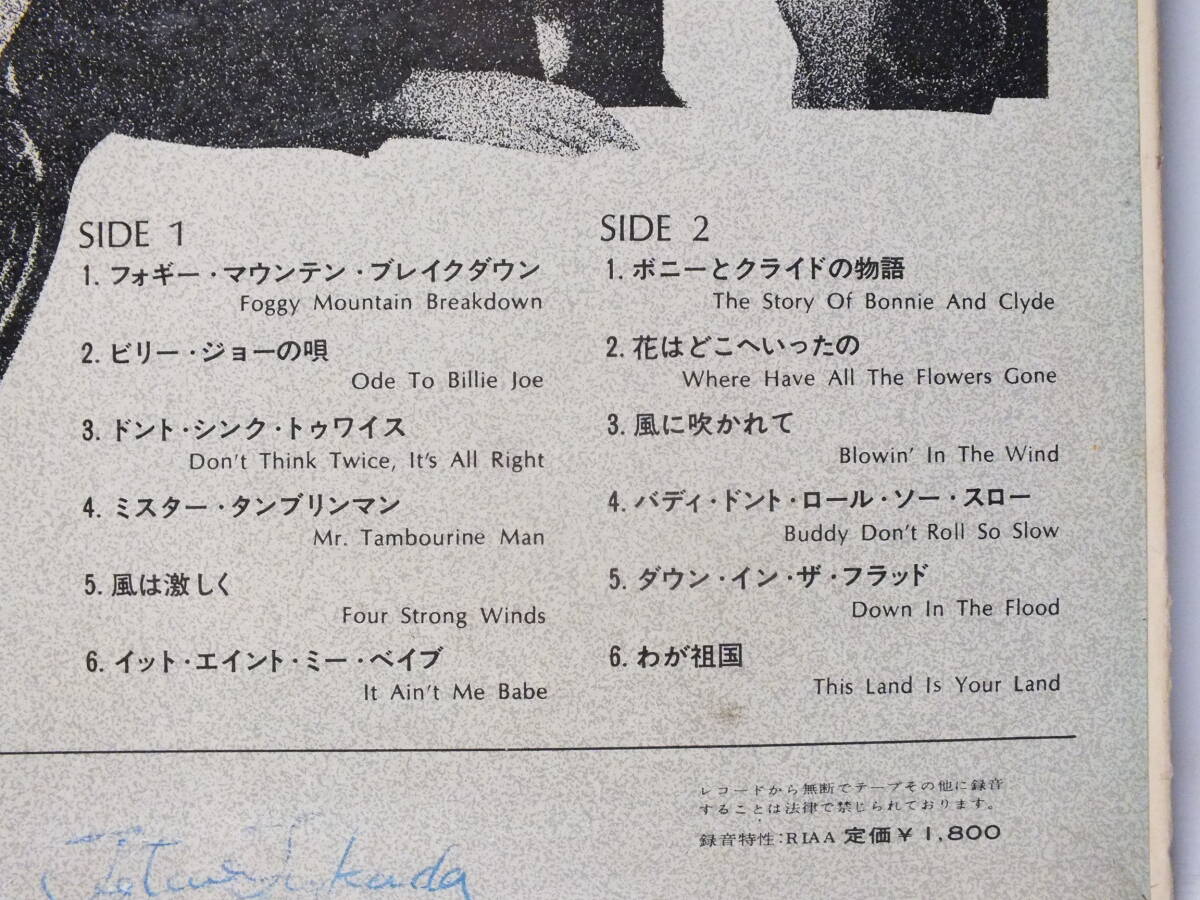 SIDE 1
1. フォギー・マウンテン・ブレイクダウン
Foggy Mountain Breakdown
2. ビリー・ジョーの唄
Ode To Billie Joe
3. ドント・シンク・トゥワイス
Don't Think Twice, It's All Right
4. ミスター・タンブリンマン
Mr. Tambourine Man
5. 風は激しく
Four Strong Winds
6. イット・エイント・ミー・ベイブ
It Ain't Me Babe
SIDE 2
1. ボニーとクライドの物語
The Story Of Bonnie And Clyde
2. 花はどこへいったの
Where Have All The Flowers Gone
3. 風に吹かれて
Blowin' In The Wind
4. バディ・ドント・ロール・ソー・スロー
Buddy Don't Roll So Slow
5. ダウン・イン・ザ・フラッド
Down In The Flood
6. わが祖国
This Land Is Your Land
レコードから無断でテープその他に録音
することは法律で禁じられております。
録音特性:RIAA 定価¥1,800